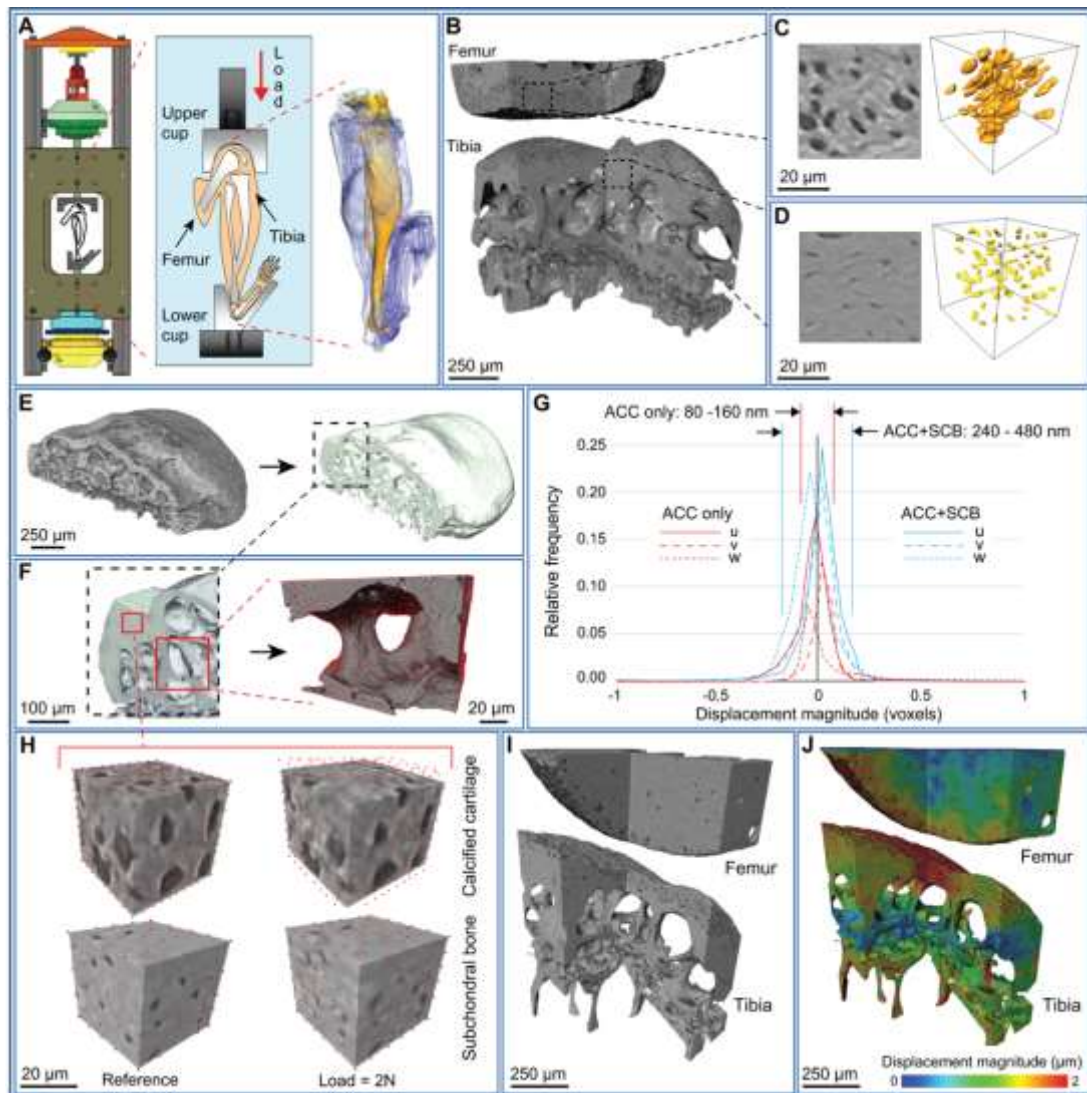 A
Load
Upper
cup
Femur
Tibia
Lower
cup
B
Femur
Tibia
250 µm
C
20 µm
D
20 µm
E
250 µm
F
100 µm
20 µm
G
ACC only: 80 -160 nm
ACC+SCB: 240 - 480 nm
0.25
0.20
0.15
0.10
0.05
0.00
Relative frequency
ACC only
u
v
w
ACC+SCB
u
v
w
-1
-0.5
0
0.5
1
Displacement magnitude (voxels)
H
Calcified cartilage
Subchondral bone
20 µm
Reference
Load = 2N
I
Femur
Tibia
250 µm
J
Femur
Tibia
Displacement magnitude (µm)
250 µm
0
2